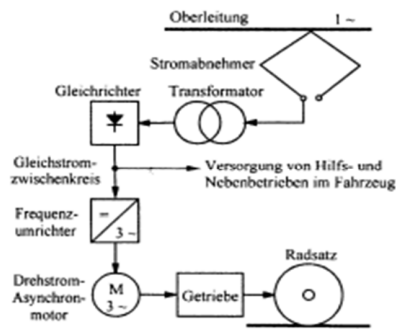 Oberleitung 1 ~
Stromabnehmer
Gleichrichter Transformator
Gleichstrom-
zwischenkreis
Versorgung von Hilfs- und
Nebenbetrieben im Fahrzeug
Frequenz-
umrichter
=
3 ~
Drehstrom-
Asynchron-
motor
M
3 ~
Getriebe
Radsatz